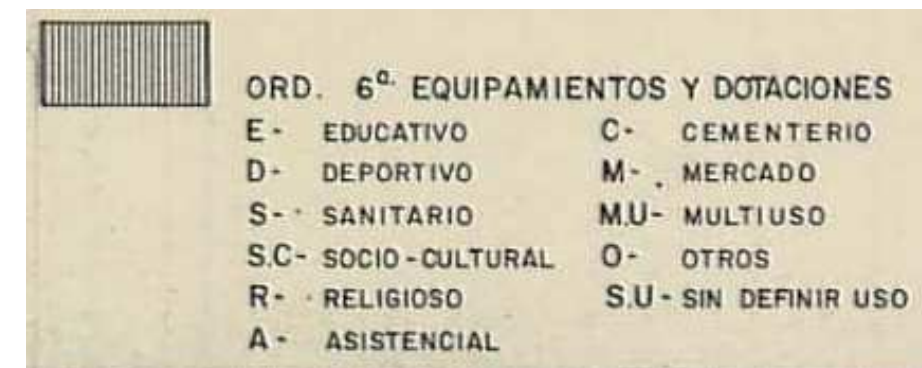 ORD. 6ª EQUIPAMIENTOS Y DOTACIONES
E- EDUCATIVO
D- DEPORTIVO
S- SANITARIO
S.C- SOCIO-CULTURAL
R- RELIGIOSO
A- ASISTENCIAL
C- CEMENTERIO
M- MERCADO
M.U- MULTIUSO
O- OTROS
S.U- SIN DEFINIR USO